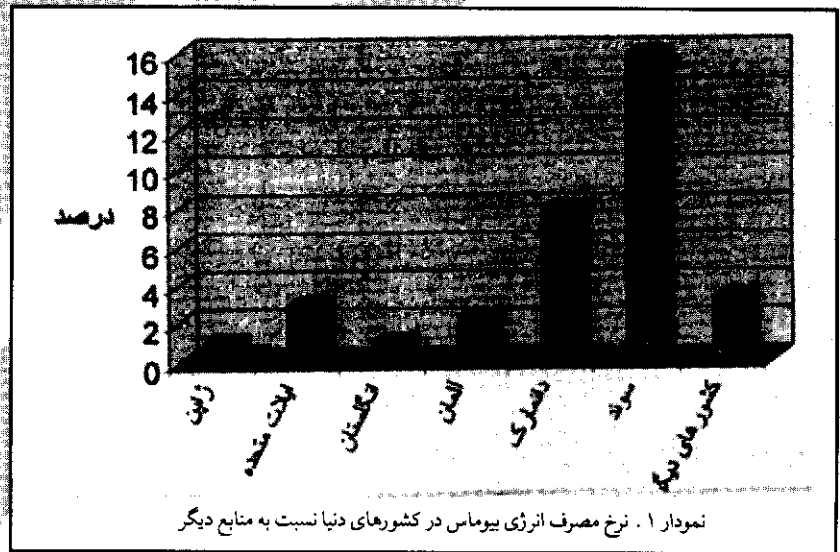 16
14
12
10
8
6
4
2
0
درصد
ژاپن
ایالات متحده
انگلستان
آلمان
دانمارک
سوئد
کشورهای دیگر
نمودار ۱ . نرخ مصرف انرژی بیوماس در کشورهای دنیا نسبت به منابع دیگر